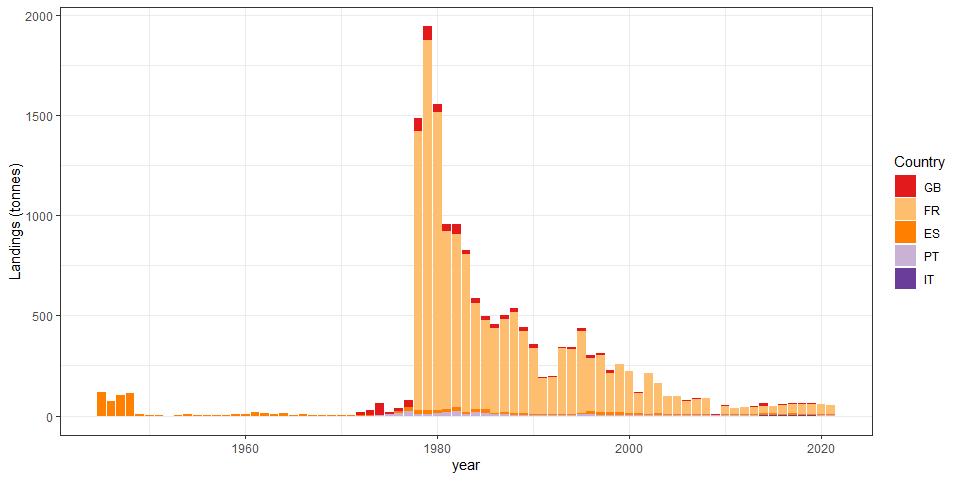 2000
1500
1000
500
0
Landings (tonnes)
1960
1980
2000
2020
year
Country
GB
FR
ES
PT
IT